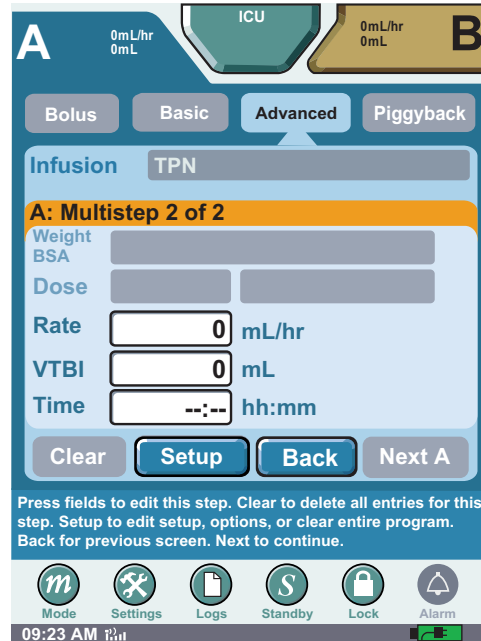 A
0mL/hr
0mL
ICU
0mL/hr
0mL
B
Bolus Basic Advanced Piggyback
Infusion TPN
A: Multistep 2 of 2
Weight
BSA
Dose
Rate 0 mL/hr
VTBI 0 mL
Time --:-- hh:mm
Clear Setup Back Next A
Press fields to edit this step. Clear to delete all entries for this
step. Setup to edit setup, options, or clear entire program.
Back for previous screen. Next to continue.
m S
Mode Settings Logs Standby Lock Alarm
09:23 AM